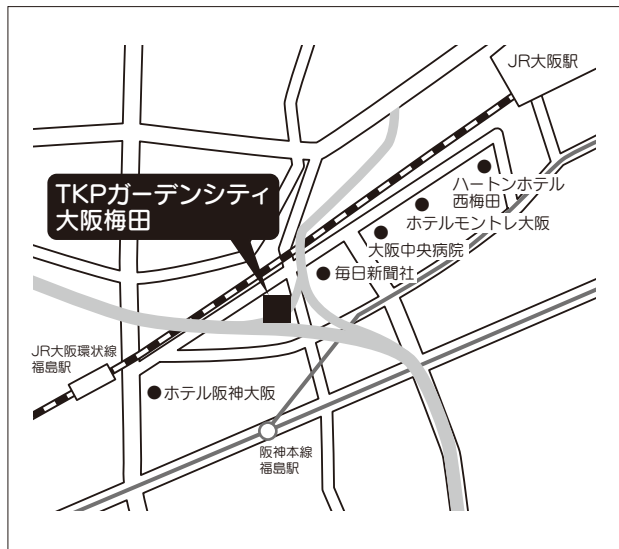 JR大阪駅
TKPガーデンシティ
大阪梅田
ハートンホテル
西梅田
ホテルモントレ大阪
大阪中央病院
毎日新聞社
JR大阪環状線
福島駅
ホテル阪神大阪
阪神本線
福島駅